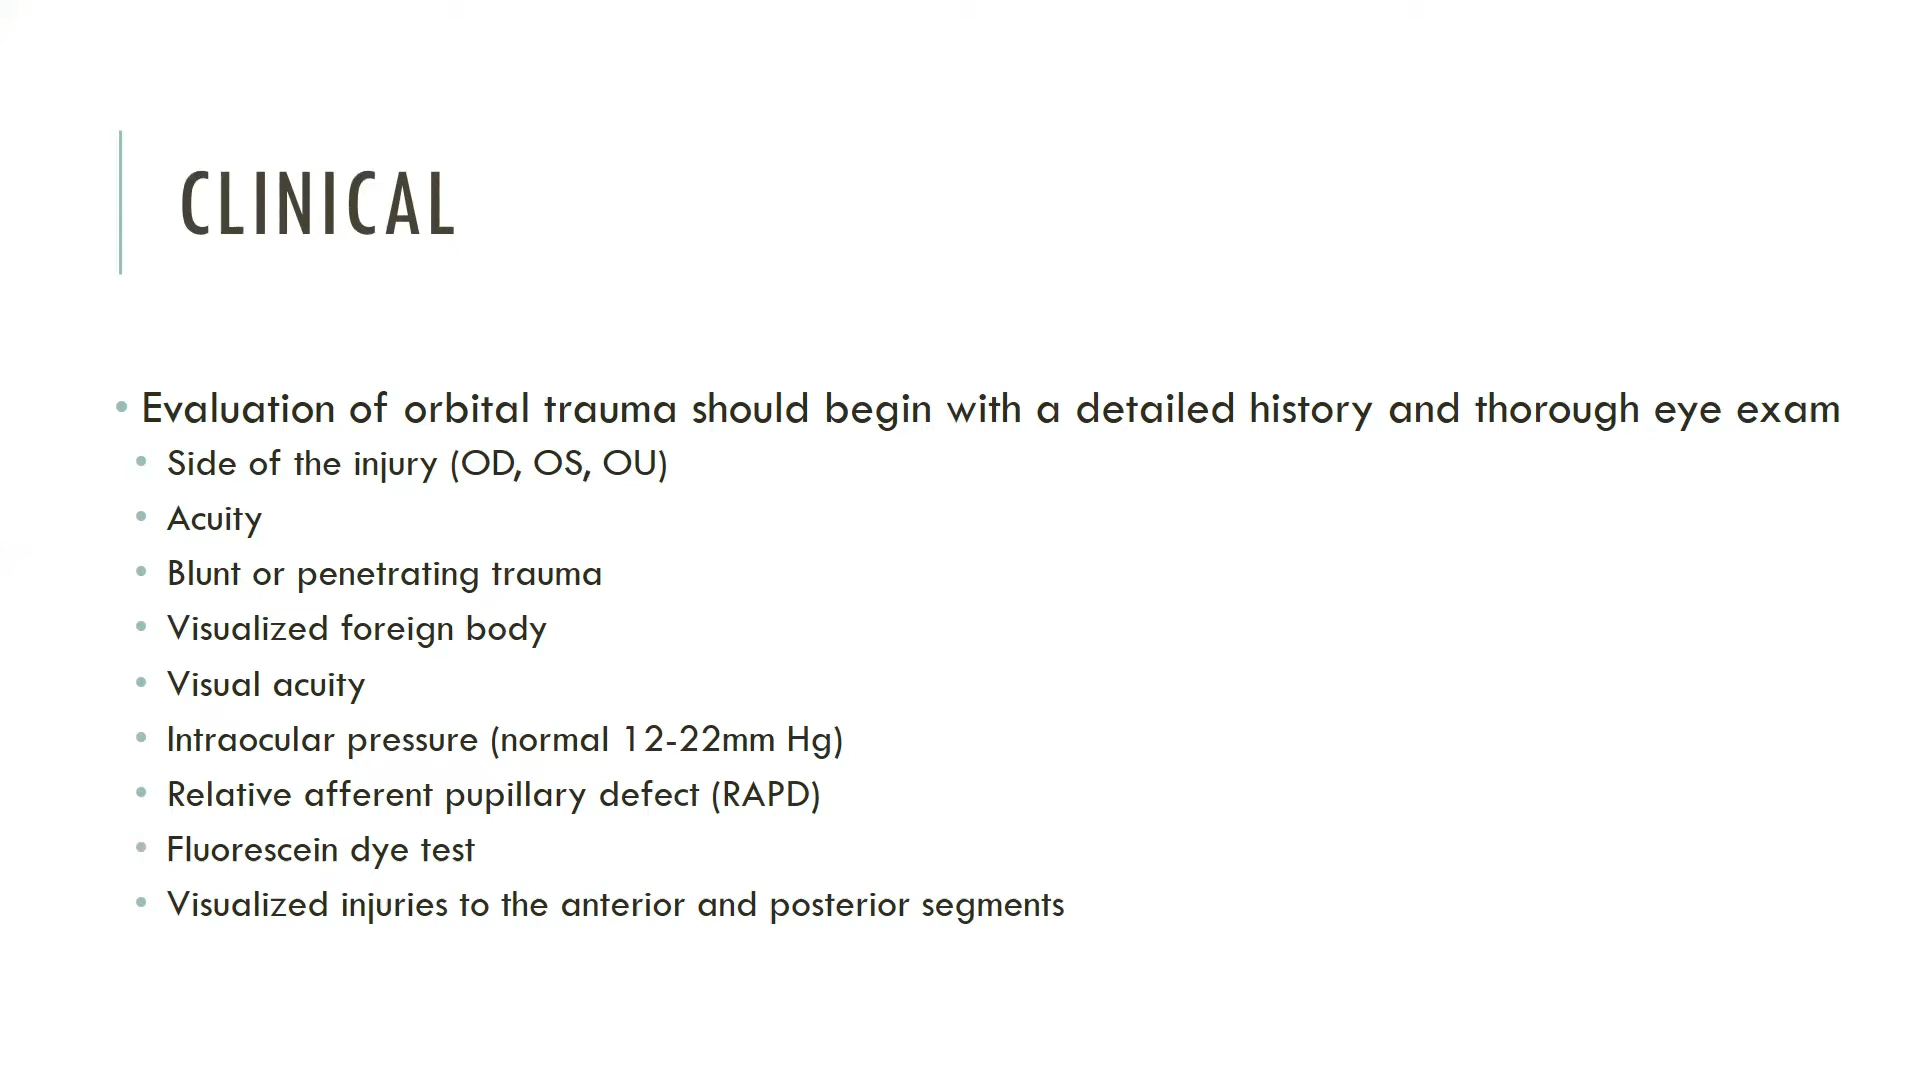 CLINICAL
• Evaluation of orbital trauma should begin with a detailed history and thorough eye exam
• Side of the injury (OD, OS, OU)
• Acuity
• Blunt or penetrating trauma
• Visualized foreign body
• Visual acuity
• Intraocular pressure (normal 12-22mm Hg)
• Relative afferent pupillary defect (RAPD)
• Fluorescein dye test
• Visualized injuries to the anterior and posterior segments